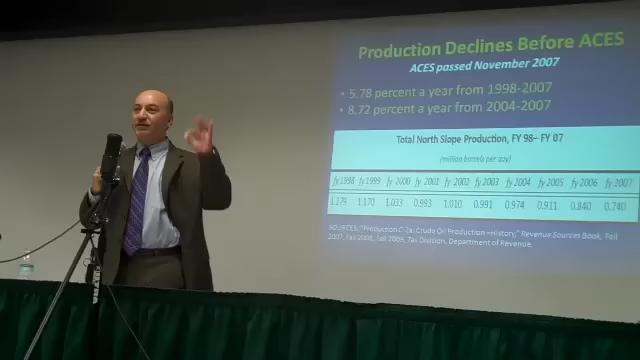 Production Declines Before ACES
ACES passed November 2007
• 5.78 percent a year from 1998-2007
• 8.72 percent a year from 2004-2007
Total North Slope Production, FY 98– FY 07
(million barrels per day)
fy 1998 fy 1999 fy 2000 fy 2001 fy 2002 fy 2003 fy 2004 fy 2005 fy 2006 fy 2007
1.279 1.170 1.033 0.993 1.010 0.991 0.974 0.911 0.840 0.740
SOURCES: "Production C-2a: Crude Oil Production –History," Revenue Sources Book, Fall
2007, Fall 2008, Fall 2009, Tax Division, Department of Revenue.